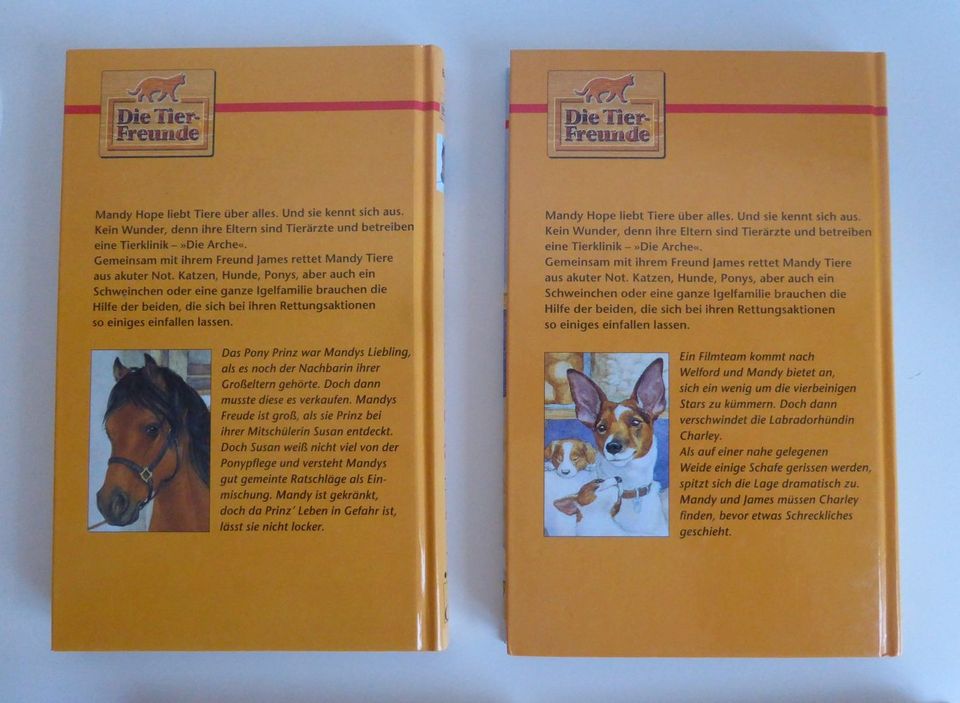 Die Tier-
Freunde
Mandy Hope liebt Tiere über alles. Und sie kennt sich aus.
Kein Wunder, denn ihre Eltern sind Tierärzte und betreiben
eine Tierklinik – »Die Arche«.
Gemeinsam mit ihrem Freund James rettet Mandy Tiere
aus akuter Not. Katzen, Hunde, Ponys, aber auch ein
Schweinchen oder eine ganze Igelfamilie brauchen die
Hilfe der beiden, die sich bei ihren Rettungsaktionen
so einiges einfallen lassen.
Das Pony Prinz war Mandys Liebling,
als es noch der Nachbarin ihrer
Großeltern gehörte. Doch dann
musste diese es verkaufen. Mandys
Freude ist groß, als sie Prinz bei
ihrer Mitschülerin Susan entdeckt.
Doch Susan weiß nicht viel von der
Ponypflege und versteht Mandys
gut gemeinte Ratschläge als Ein-
mischung. Mandy ist gekränkt,
doch da Prinz’ Leben in Gefahr ist,
lässt sie nicht locker.
Die Tier-
Freunde
Mandy Hope liebt Tiere über alles. Und sie kennt sich aus.
Kein Wunder, denn ihre Eltern sind Tierärzte und betreiben
eine Tierklinik – »Die Arche«.
Gemeinsam mit ihrem Freund James rettet Mandy Tiere
aus akuter Not. Katzen, Hunde, Ponys, aber auch ein
Schweinchen oder eine ganze Igelfamilie brauchen die
Hilfe der beiden, die sich bei ihren Rettungsaktionen
so einiges einfallen lassen.
Ein Filmteam kommt nach
Welford und Mandy bietet an,
sich ein wenig um die vierbeinigen
Stars zu kümmern. Doch dann
verschwindet die Labradorhündin
Charley.
Als auf einer nahe gelegenen
Weide einige Schafe gerissen werden,
spitzt sich die Lage dramatisch zu.
Mandy und James müssen Charley
finden, bevor etwas Schreckliches
geschieht.